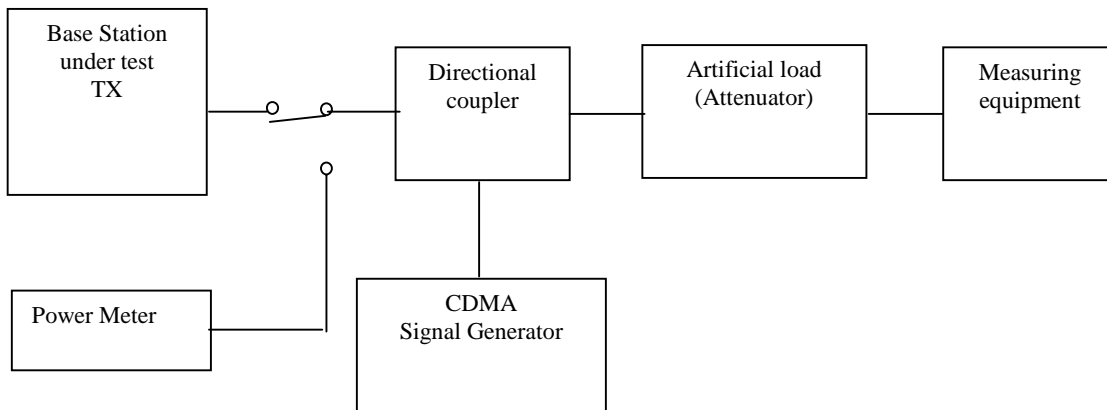 Base Station
under test
TX
Directional
coupler
Artificial load
(Attenuator)
Measuring
equipment
Power Meter
CDMA
Signal Generator